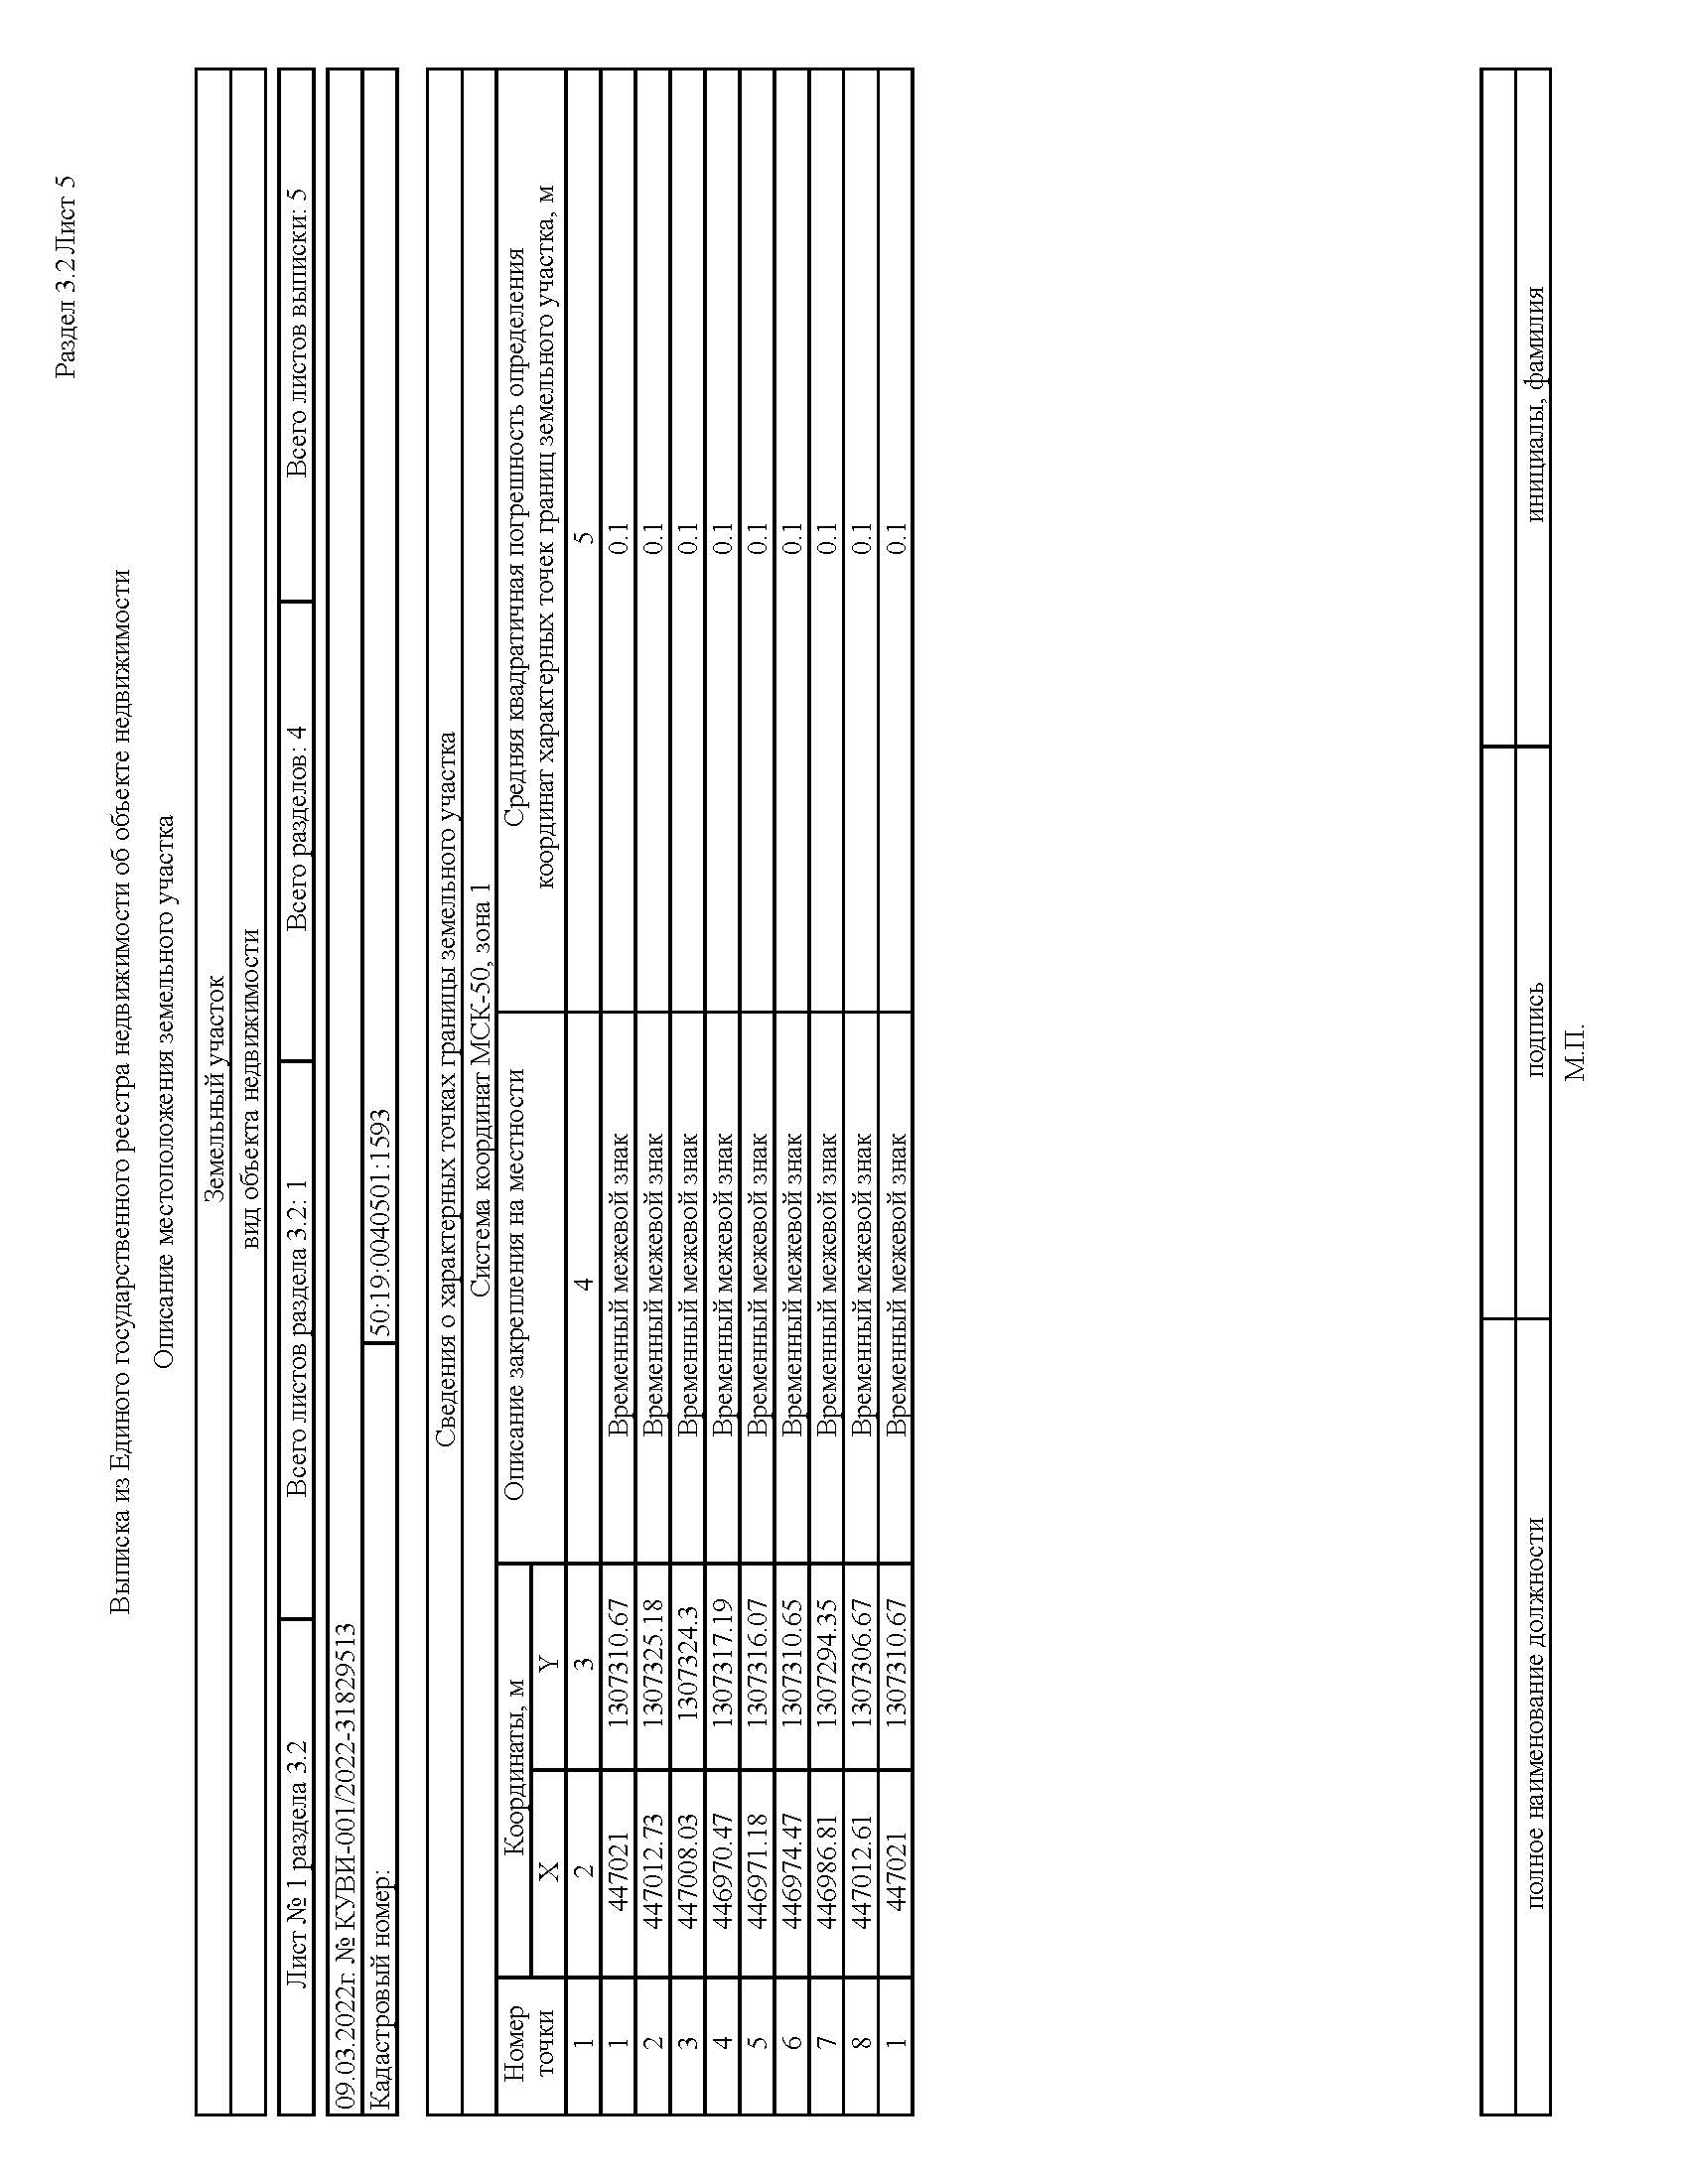 Раздел 3.2 Лист 5
Выписка из Единого государственного реестра недвижимости об объекте недвижимости
Описание местоположения земельного участка
Земельный участок
вид объекта недвижимости
Лист № 1 раздела 3.2 Всего листов раздела 3.2: 1 Всего разделов: 4 Всего листов выписки: 5
09.03.2022г. № КУВИ-001/2022-31829513
Кадастровый номер: 50:19:0040501:1593
Сведения о характерных точках границы земельного участка
Система координат МСК-50, зона 1
Номер точки Координаты, м Описание закрепления на местности Средняя квадратичная погрешность определения
координат характерных точек границ земельного участка, м
X Y
1 2 3 4 5
1 447021 1307310.67 Временный межевой знак 0.1
2 447012.73 1307325.18 Временный межевой знак 0.1
3 447008.03 1307324.3 Временный межевой знак 0.1
4 446970.47 1307317.19 Временный межевой знак 0.1
5 446971.18 1307316.07 Временный межевой знак 0.1
6 446974.47 1307310.65 Временный межевой знак 0.1
7 446986.81 1307294.35 Временный межевой знак 0.1
8 447012.61 1307306.67 Временный межевой знак 0.1
1 447021 1307310.67 Временный межевой знак 0.1
полное наименование должности подпись инициалы, фамилия
М.П.